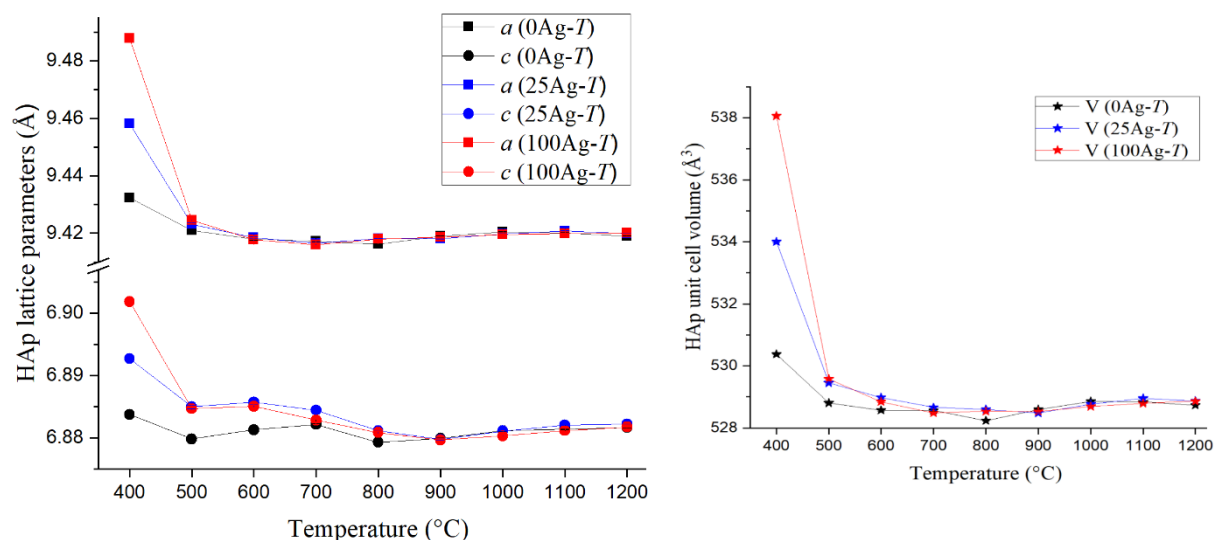 HAp lattice parameters (Å)
9.48
9.46
9.44
9.42
6.90
6.89
6.88
400 500 600 700 800 900 1000 1100 1200
Temperature (°C)
a (0Ag-T)
c (0Ag-T)
a (25Ag-T)
c (25Ag-T)
a (100Ag-T)
c (100Ag-T)
HAp unit cell volume (Å³)
538
536
534
532
530
528
400 500 600 700 800 900 1000 1100 1200
Temperature (°C)
V (0Ag-T)
V (25Ag-T)
V (100Ag-T)